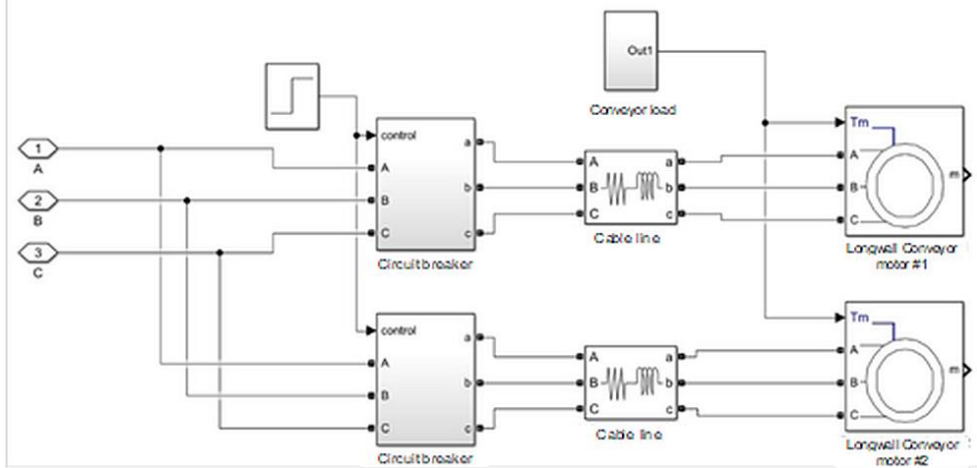 Out1
Conveyor load
control
A
B
C
a
b
c
Circuit breaker
1
A
2
B
3
C
A
B
C
a
b
c
Cable line
Tm
A
B
C
m
Longwall Conveyor
motor #1
control
A
B
C
a
b
c
Circuit breaker
A
B
C
a
b
c
Cable line
Tm
A
B
C
m
Longwall Conveyor
motor #2